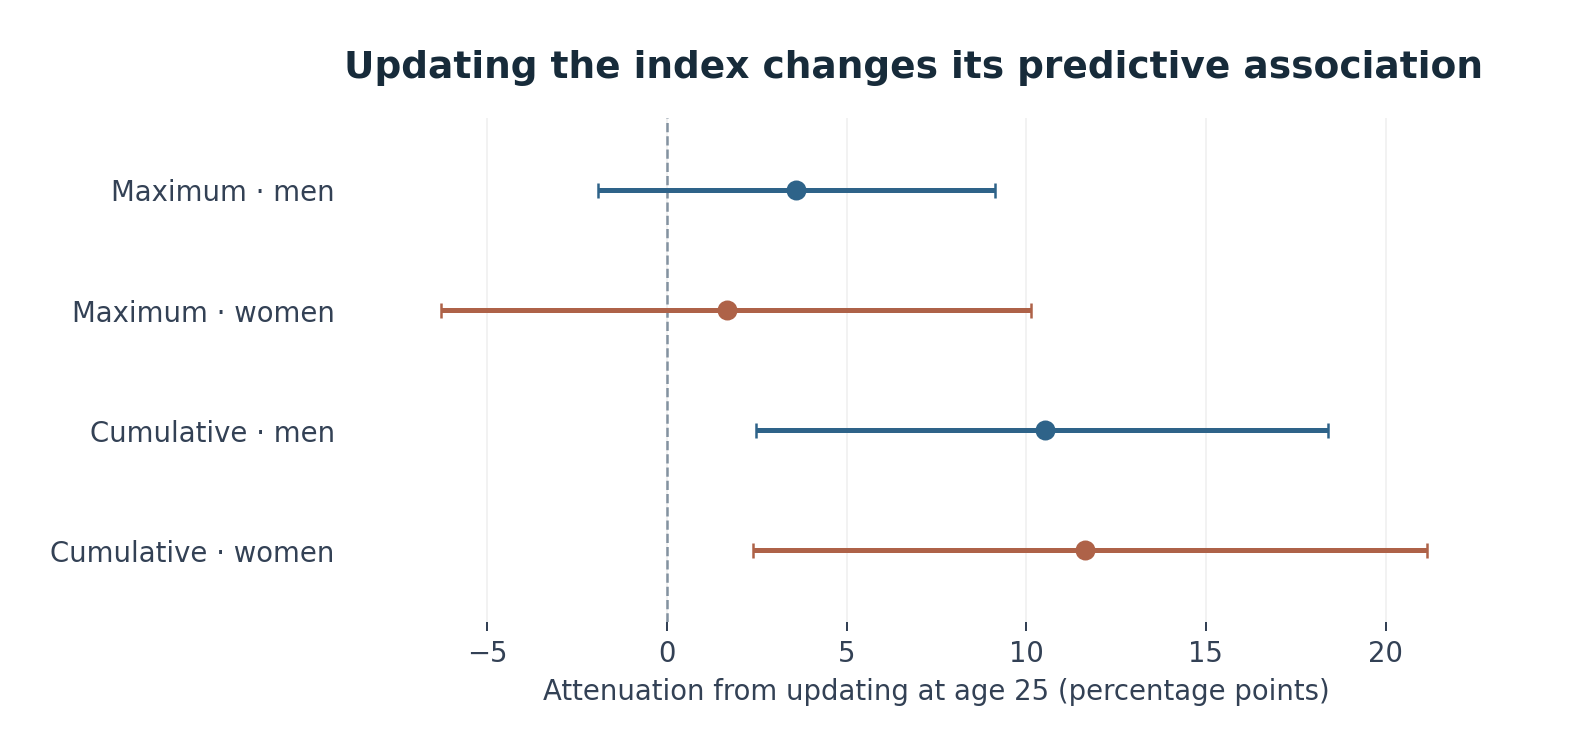 Updating the index changes its predictive association
Maximum · men
Maximum · women
Cumulative · men
Cumulative · women
−5 0 5 10 15 20
Attenuation from updating at age 25 (percentage points)